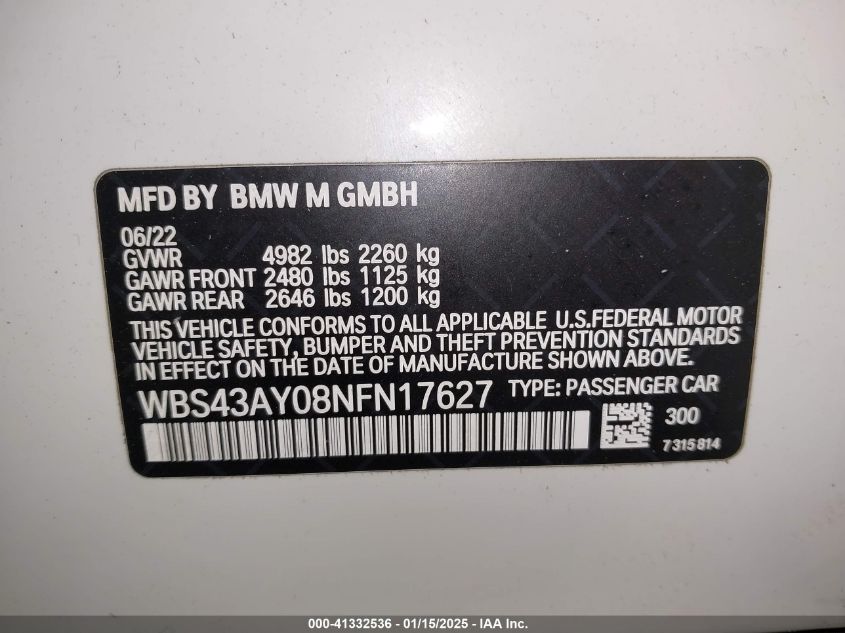 MFD BY BMW M GMBH
06/22
GVWR 4982 lbs 2260 kg
GAWR FRONT 2480 lbs 1125 kg
GAWR REAR 2646 lbs 1200 kg
THIS VEHICLE CONFORMS TO ALL APPLICABLE U.S.FEDERAL MOTOR
VEHICLE SAFETY, BUMPER AND THEFT PREVENTION STANDARDS
IN EFFECT ON THE DATE OF MANUFACTURE SHOWN ABOVE.
WBS43AY08NFN17627 TYPE: PASSENGER CAR
300
7315814
000-41332536 - 01/15/2025 - IAA Inc.